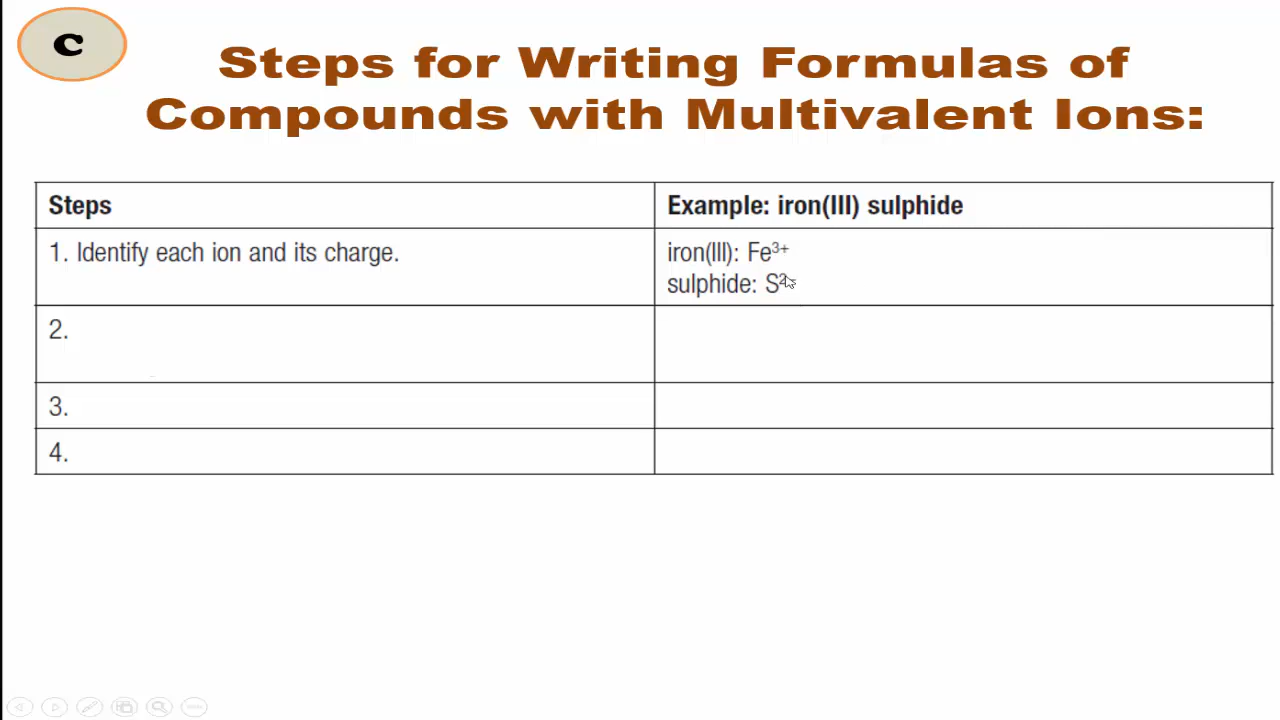 C
Steps for Writing Formulas of
Compounds with Multivalent Ions:
Steps
Example: iron(III) sulphide
1. Identify each ion and its charge.
iron(III): Fe³⁺
sulphide: S²⁻
2.
3.
4.